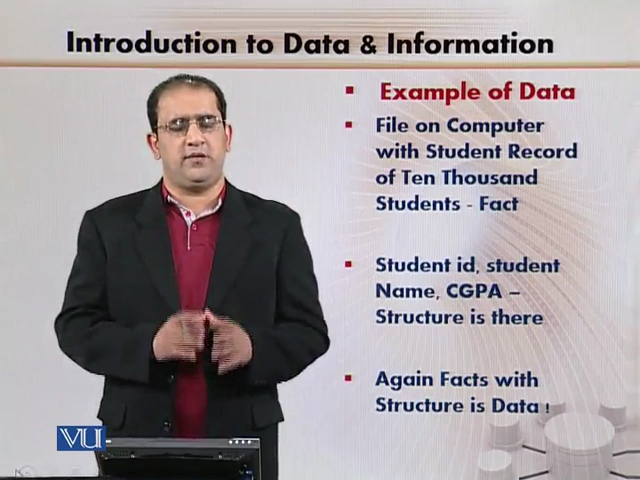 Introduction to Data & Information
Example of Data
File on Computer
with Student Record
of Ten Thousand
Students - Fact
Student id, student
Name, CGPA –
Structure is there
Again Facts with
Structure is Data !
VU